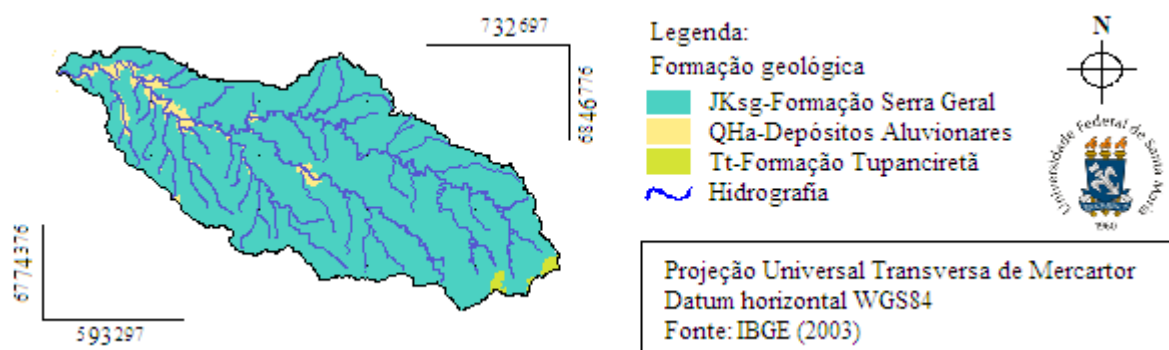 732697
6846776
6774376
593297
Legenda:
Formação geológica
JKsg-Formação Serra Geral
QHa-Depósitos Aluvionares
Tt-Formação Tupanciretã
Hidrografia
N
Universidade Federal de Santa Maria
1960
Projeção Universal Transversa de Mercartor
Datum horizontal WGS84
Fonte: IBGE (2003)